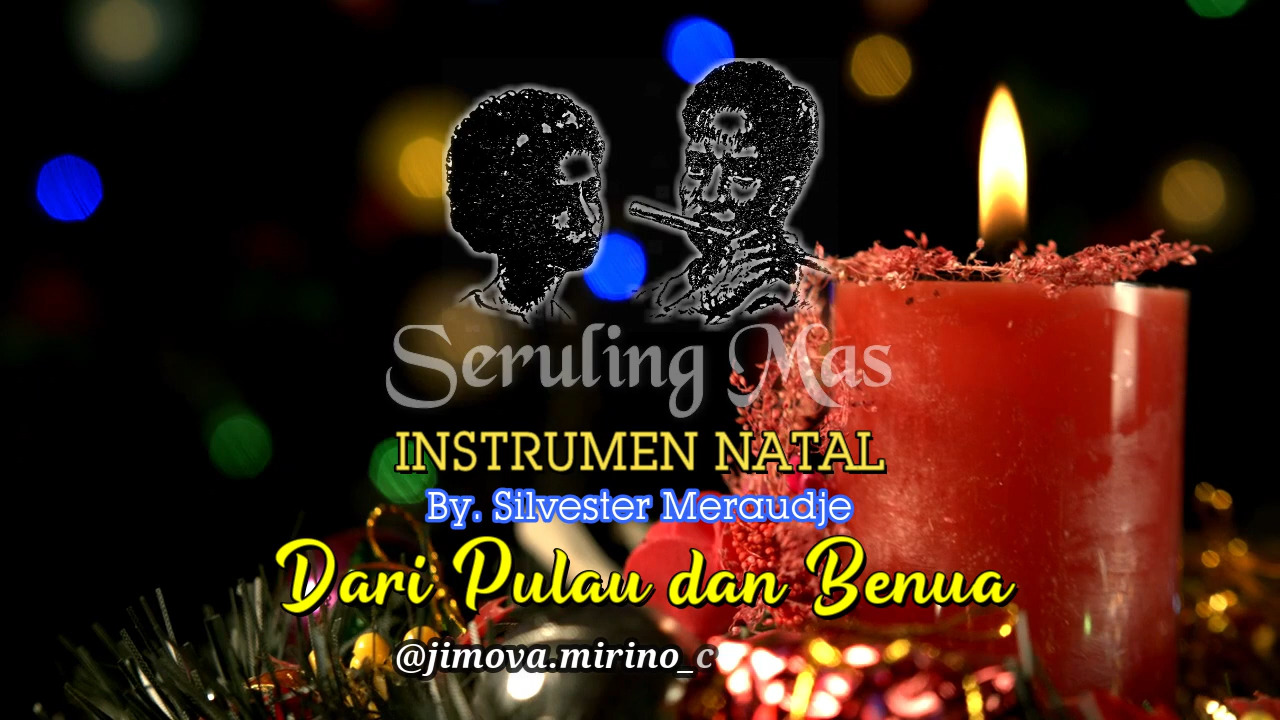 Seruling Mas
INSTRUMEN NATAL
By. Silvester Meraudje
Dari Pulau dan Benua
@jimova.mirino_c